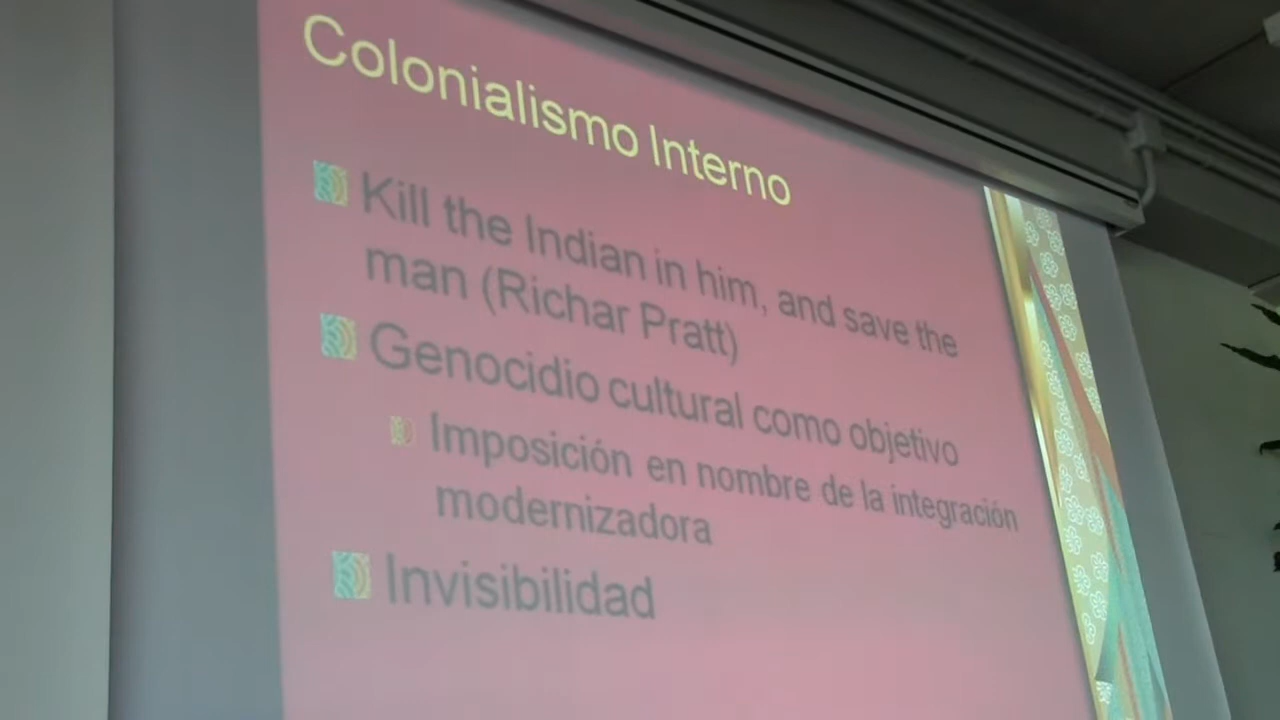 Colonialismo Interno
Kill the Indian in him, and save the
man (Richar Pratt)
Genocidio cultural como objetivo
Imposición en nombre de la integración
modernizadora
Invisibilidad